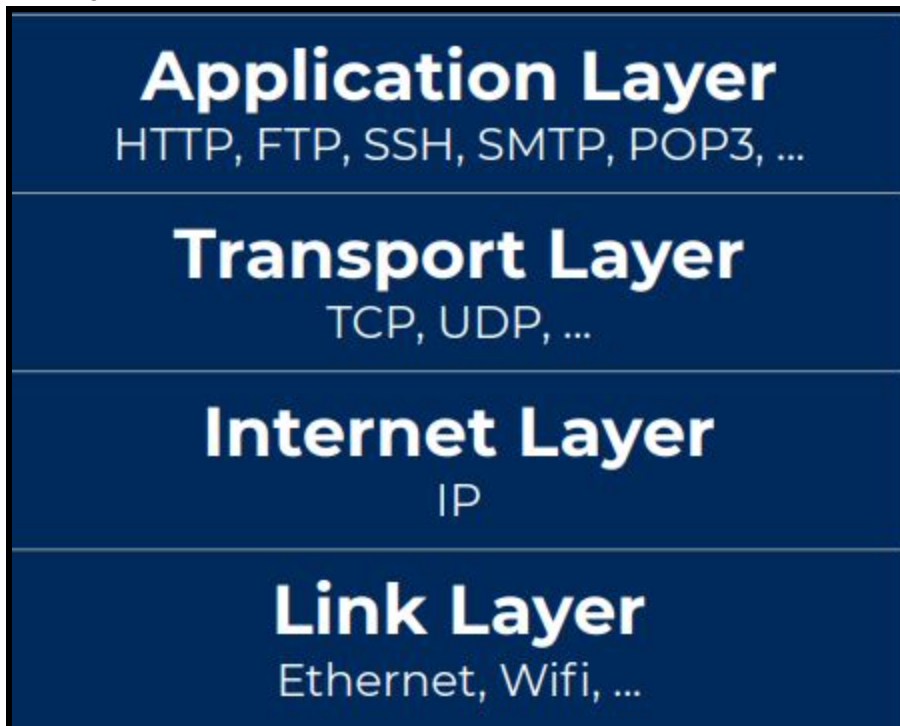 Application Layer
HTTP, FTP, SSH, SMTP, POP3, ...
Transport Layer
TCP, UDP, ...
Internet Layer
IP
Link Layer
Ethernet, Wifi, ...